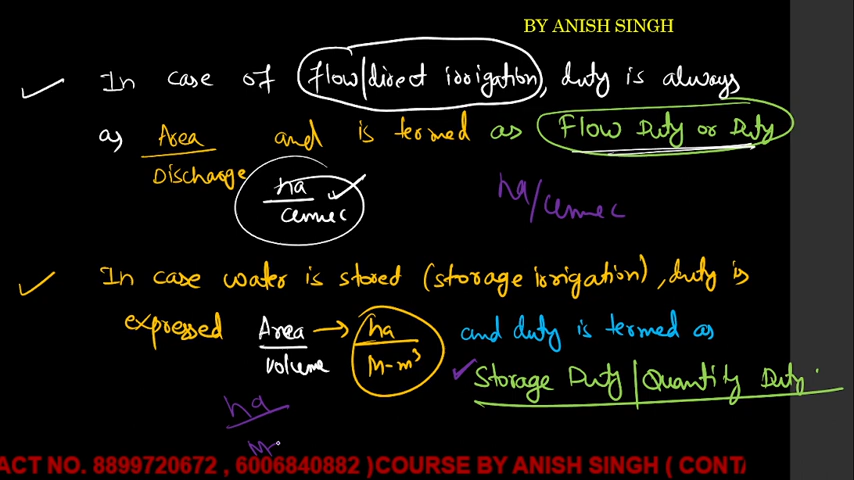 BY ANISH SINGH
In case of flow/direct irrigation, duty is always
as Area/Discharge and is termed as Flow Duty or Duty
ha/cumec ha/cumec
In case water is stored (storage irrigation), duty is
expressed Area/volume → ha/M-m³ and duty is termed as
Storage Duty/Quantity Duty.
ha/M-
ACT NO. 8899720672 , 6006840882 )COURSE BY ANISH SINGH ( CONTA